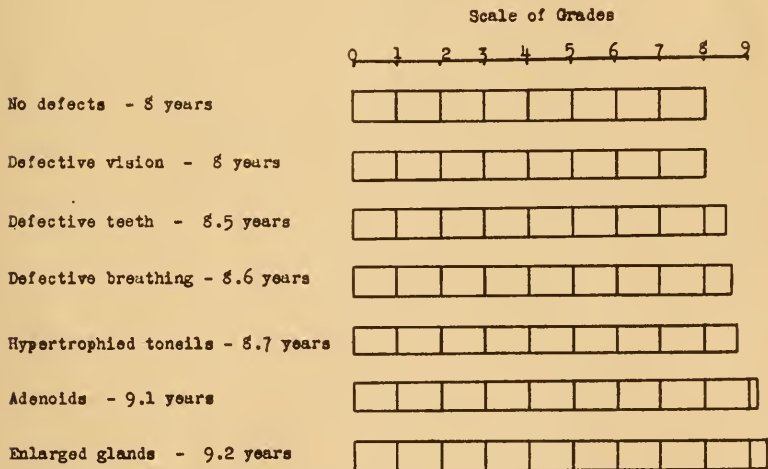 Scale of Grades
0 1 2 3 4 5 6 7 8 9
No defects - 8 years
Defective vision - 8 years
Defective teeth - 8.5 years
Defective breathing - 8.6 years
Hypertrophied tonsils - 8.7 years
Adenoids - 9.1 years
Enlarged glands - 9.2 years